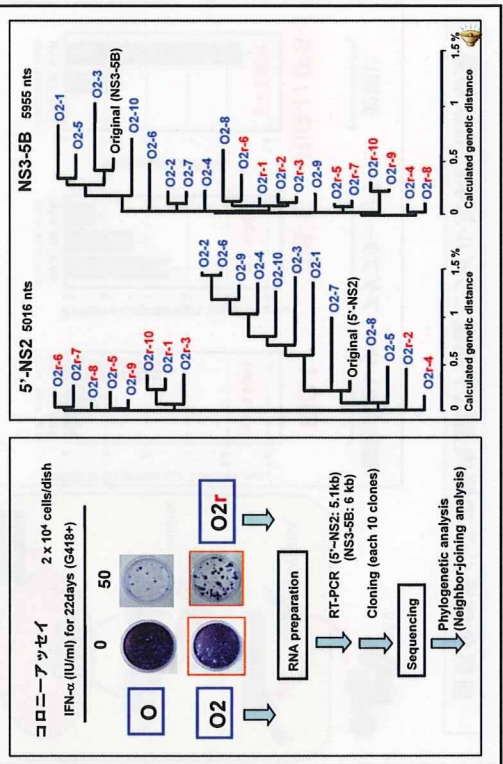 コロニーアッセイ
2 x 10⁴ cells/dish
IFN-α (IU/ml) for 22days (G418+)
0 50
O
O2
O2r
RNA preparation
RT-PCR (5'-NS2: 5.1kb)
(NS3-5B: 6 kb)
Cloning (each 10 clones)
Sequencing
Phylogenetic analysis
(Neighbor-joining analysis)
5'-NS2 5016 nts
O2r-6
O2r-7
O2r-8
O2r-5
O2r-9
O2r-10
O2r-1
O2r-3
O2-2
O2-6
O2-9
O2-4
O2-10
O2-3
O2-1
O2-7
Original (5'-NS2)
O2-8
O2-5
O2r-2
O2r-4
0 0.5 1 1.5%
Calculated genetic distance
NS3-5B 5955 nts
O2-1
O2-5
O2-3
Original (NS3-5B)
O2-10
O2-6
O2-2
O2-7
O2-4
O2-8
O2r-6
O2r-1
O2r-2
O2r-3
O2-9
O2r-5
O2r-7
O2r-10
O2r-9
O2r-4
O2r-8
0 0.5 1 1.5 %
Calculated genetic distance